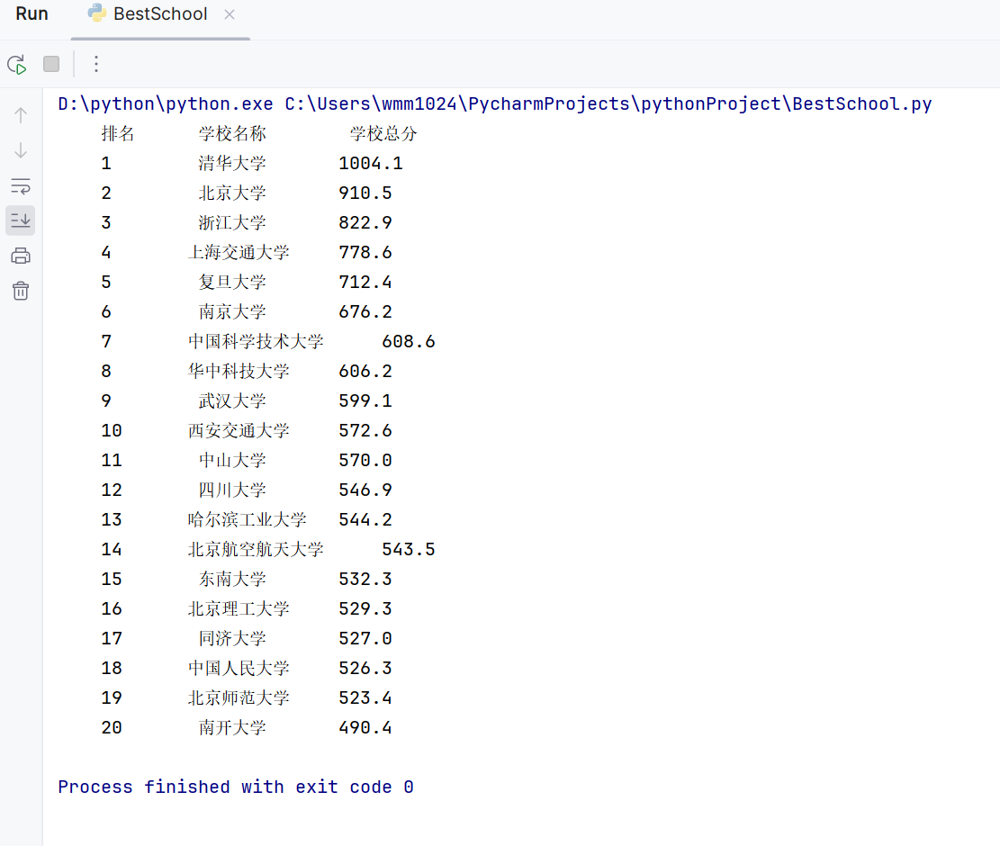 Run BestSchool
D:\python\python.exe C:\Users\wmm1024\PycharmProjects\pythonProject\BestSchool.py
排名 学校名称 学校总分
1 清华大学 1004.1
2 北京大学 910.5
3 浙江大学 822.9
4 上海交通大学 778.6
5 复旦大学 712.4
6 南京大学 676.2
7 中国科学技术大学 608.6
8 华中科技大学 606.2
9 武汉大学 599.1
10 西安交通大学 572.6
11 中山大学 570.0
12 四川大学 546.9
13 哈尔滨工业大学 544.2
14 北京航空航天大学 543.5
15 东南大学 532.3
16 北京理工大学 529.3
17 同济大学 527.0
18 中国人民大学 526.3
19 北京师范大学 523.4
20 南开大学 490.4
Process finished with exit code 0